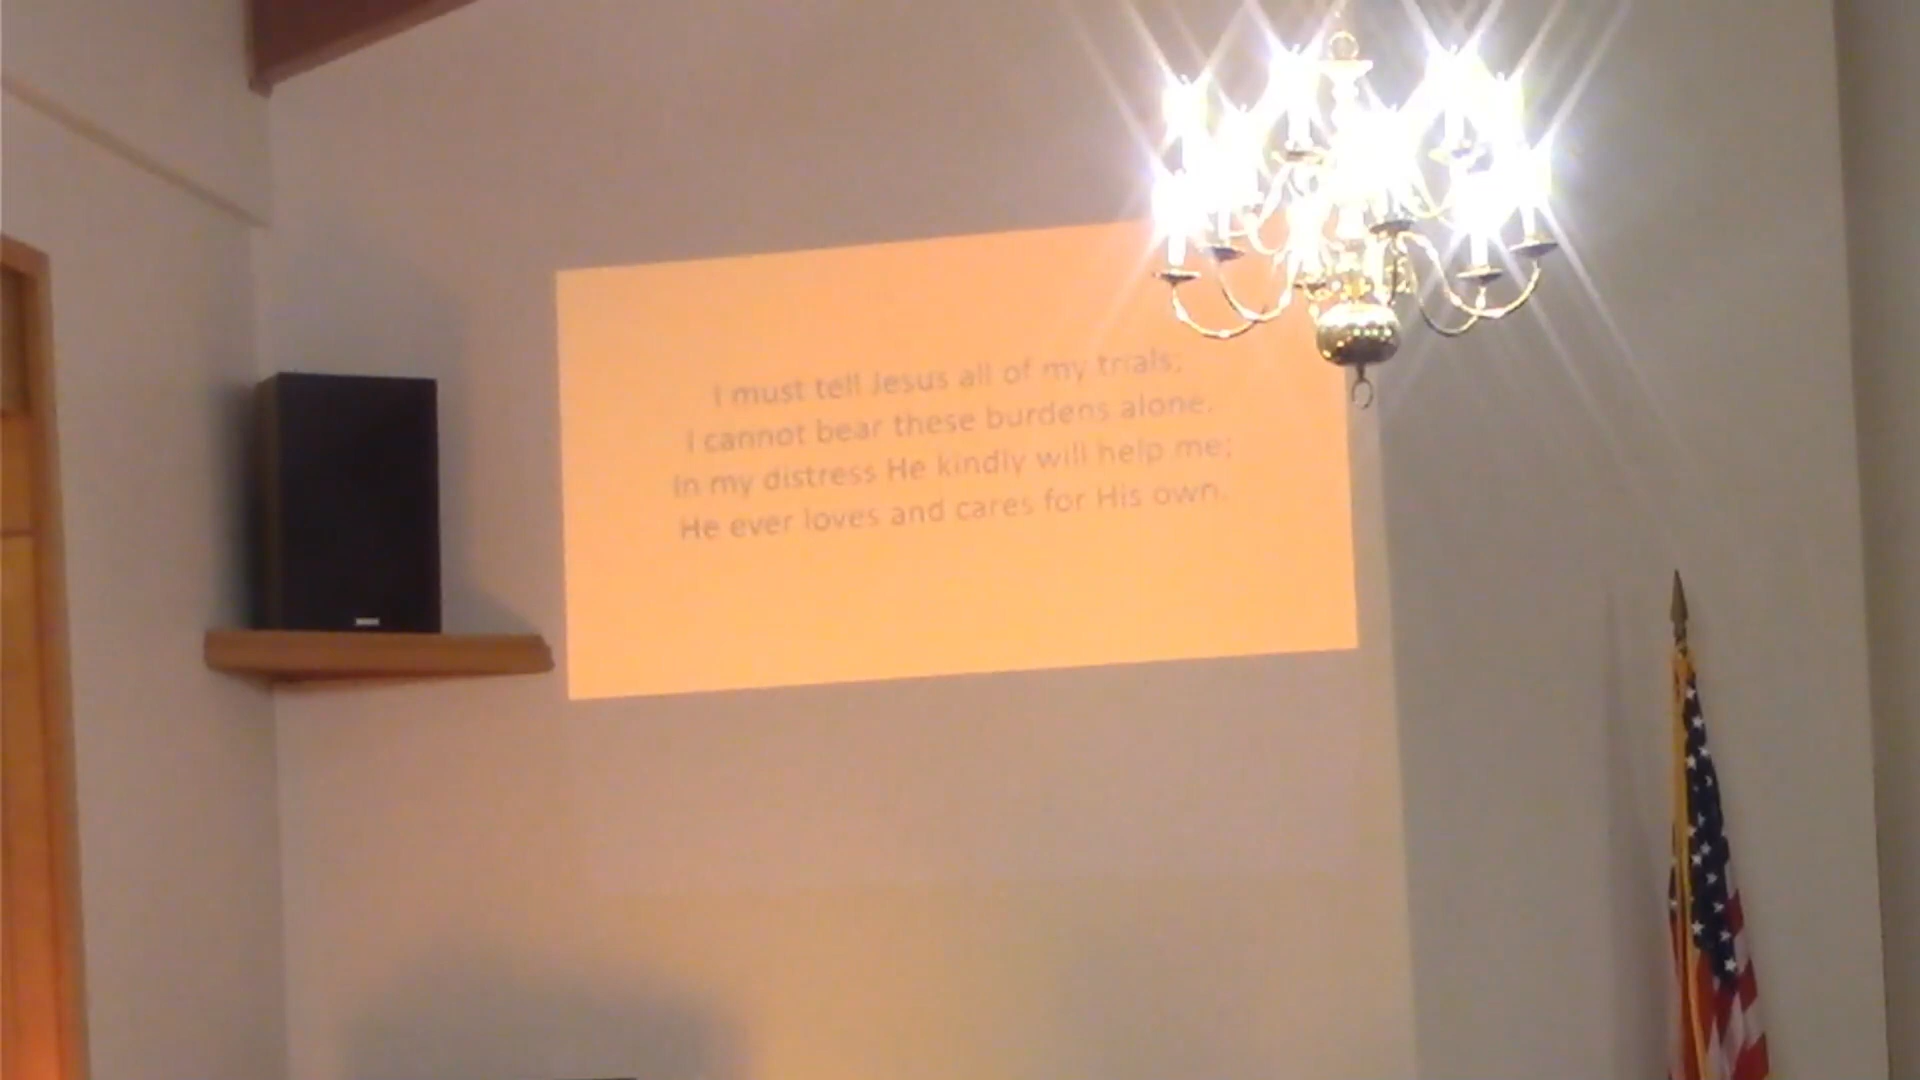 I must tell Jesus all of my trials;
I cannot bear these burdens alone.
In my distress He kindly will help me;
He ever loves and cares for His own.